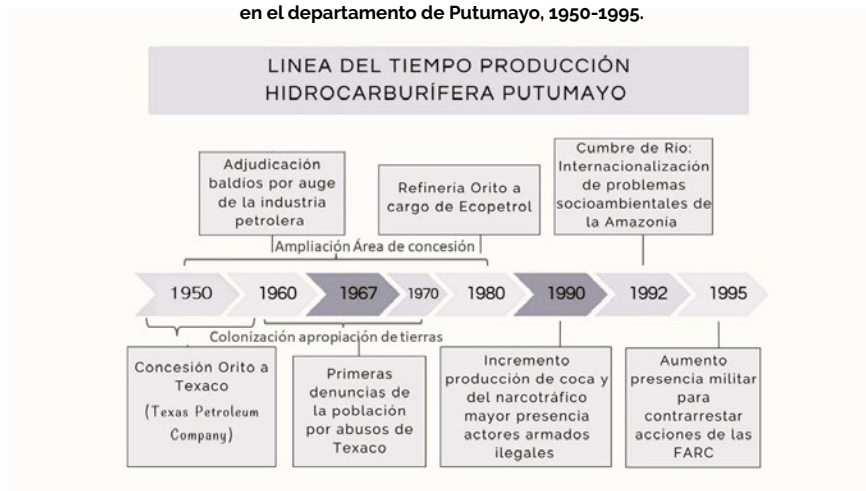 en el departamento de Putumayo, 1950-1995.
LINEA DEL TIEMPO PRODUCCIÓN
HIDROCARBURÍFERA PUTUMAYO
Adjudicación
baldíos por auge
de la industria
petrolera
Refinería Orito a
cargo de Ecopetrol
Cumbre de Río:
Internacionalización
de problemas
socioambientales de
la Amazonía
Ampliación Área de concesión
1950
1960
1967
1970
1980
1990
1992
1995
Colonización apropiación de tierras
Concesión Orito a
Texaco
(Texas Petroleum
Company)
Primeras
denuncias de
la población
por abusos de
Texaco
Incremento
producción de coca y
del narcotráfico
mayor presencia
actores armados
ilegales
Aumento
presencia militar
para
contrarrestar
acciones de las
FARC